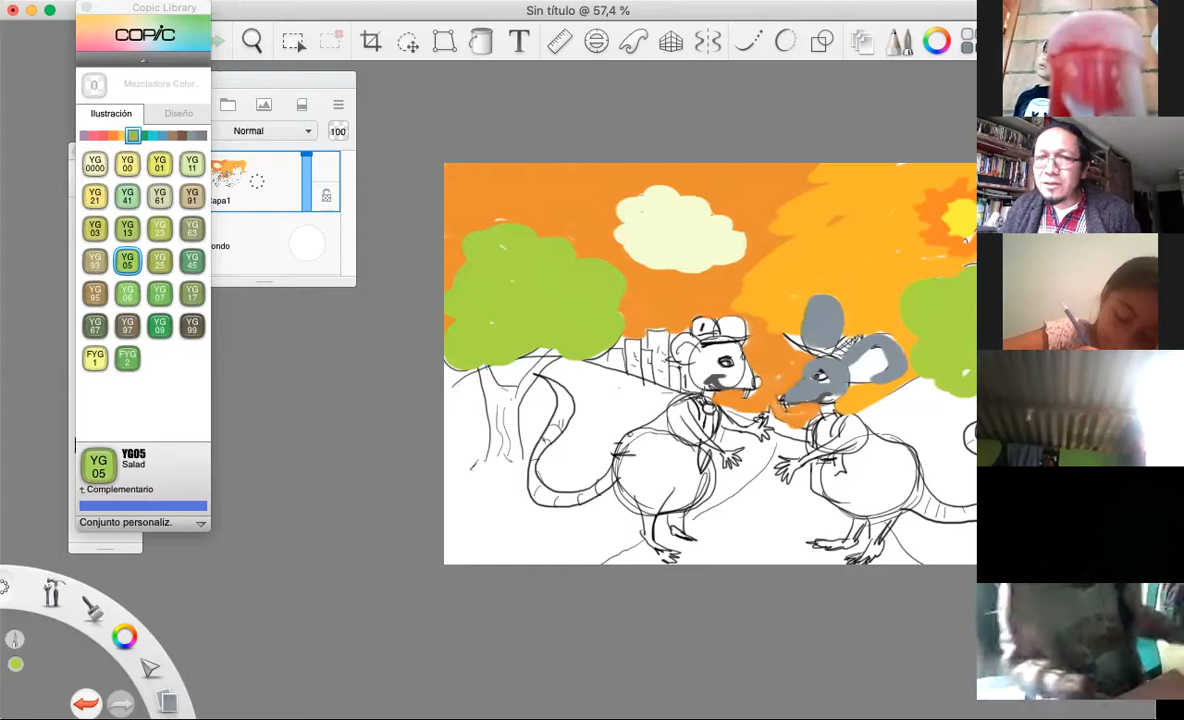 Copic Library
Sin título @ 57,4 %
COPIC
T
0
Mezcladora Color...
Ilustración
Diseño
Normal
100
YG 0000
YG 00
YG 01
YG 11
YG 21
YG 41
YG 61
YG 91
Capa1
YG 03
YG 13
YG 23
YG 63
ondo
YG 93
YG 05
YG 25
YG 45
YG 95
YG 06
YG 07
YG 17
YG 67
YG 97
YG 09
YG 99
FYG 1
FYG 2
YG 05
YG05
Salad
Complementario
Conjunto personaliz.